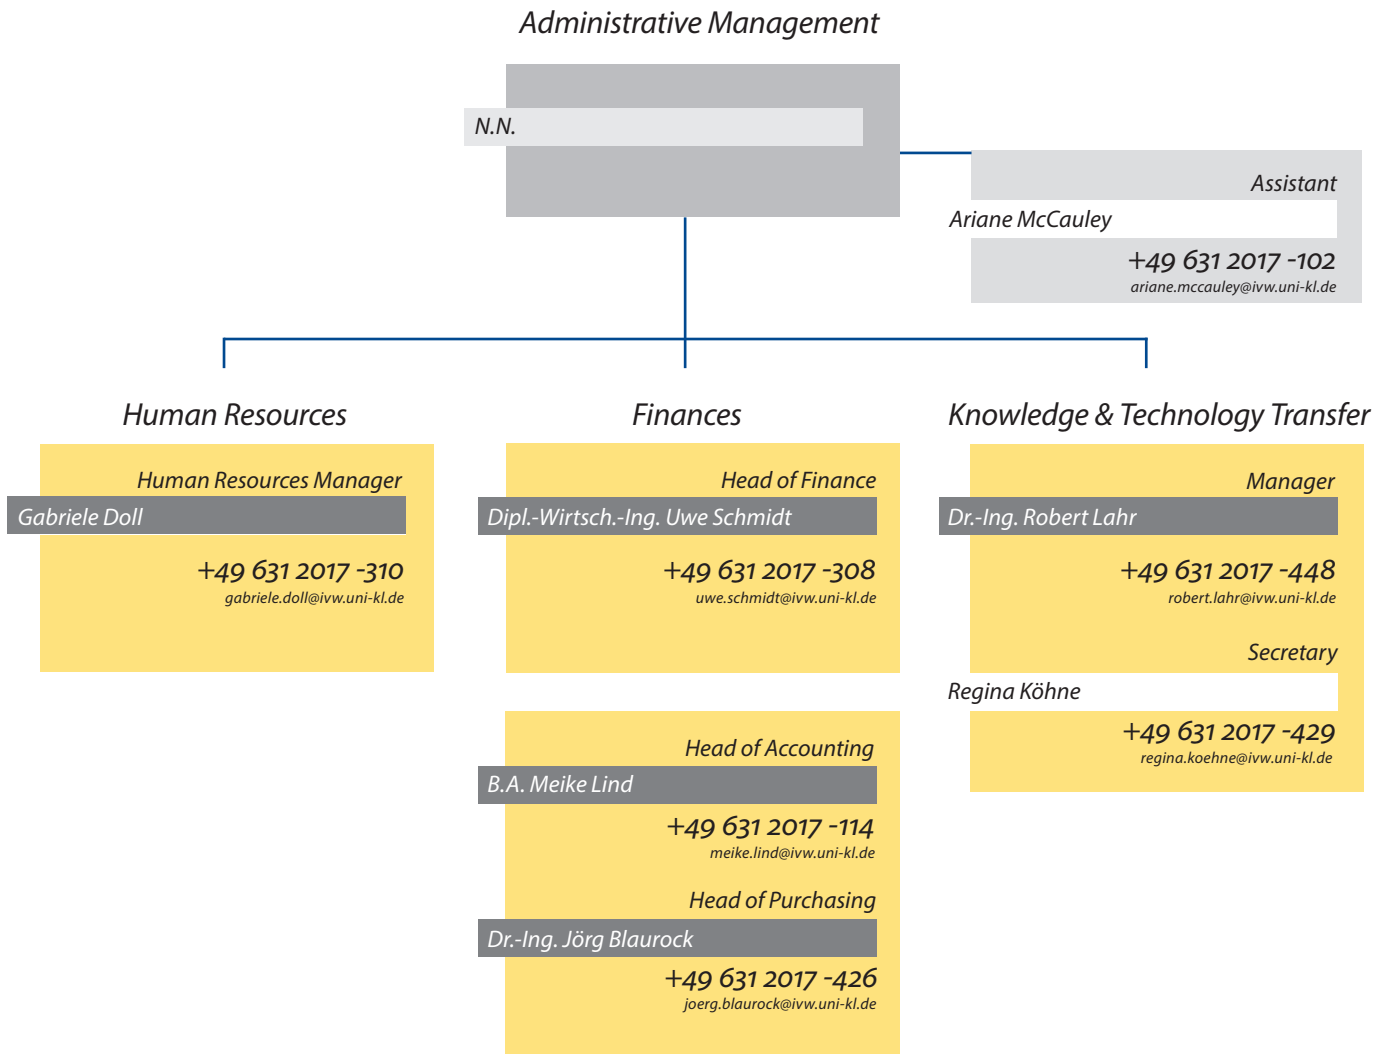 Administrative Management
N.N.
Assistant
Ariane McCauley
+49 631 2017 -102
ariane.mccauley@ivw.uni-kl.de
Human Resources
Human Resources Manager
Gabriele Doll
+49 631 2017 -310
gabriele.doll@ivw.uni-kl.de
Finances
Head of Finance
Dipl.-Wirtsch.-Ing. Uwe Schmidt
+49 631 2017 -308
uwe.schmidt@ivw.uni-kl.de
Head of Accounting
B.A. Meike Lind
+49 631 2017 -114
meike.lind@ivw.uni-kl.de
Head of Purchasing
Dr.-Ing. Jörg Blaurock
+49 631 2017 -426
joerg.blaurock@ivw.uni-kl.de
Knowledge & Technology Transfer
Manager
Dr.-Ing. Robert Lahr
+49 631 2017 -448
robert.lahr@ivw.uni-kl.de
Secretary
Regina Köhne
+49 631 2017 -429
regina.koehne@ivw.uni-kl.de